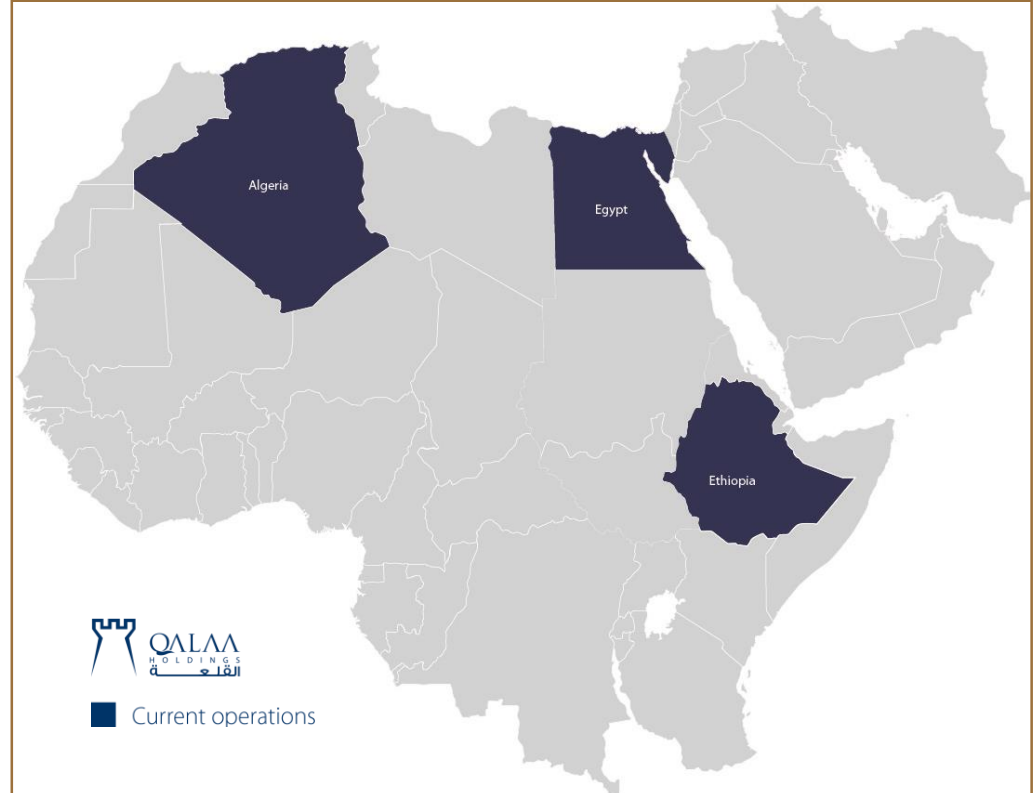 Algeria
Egypt
Ethiopia
QALAA
HOLDINGS
القلعة
Current operations